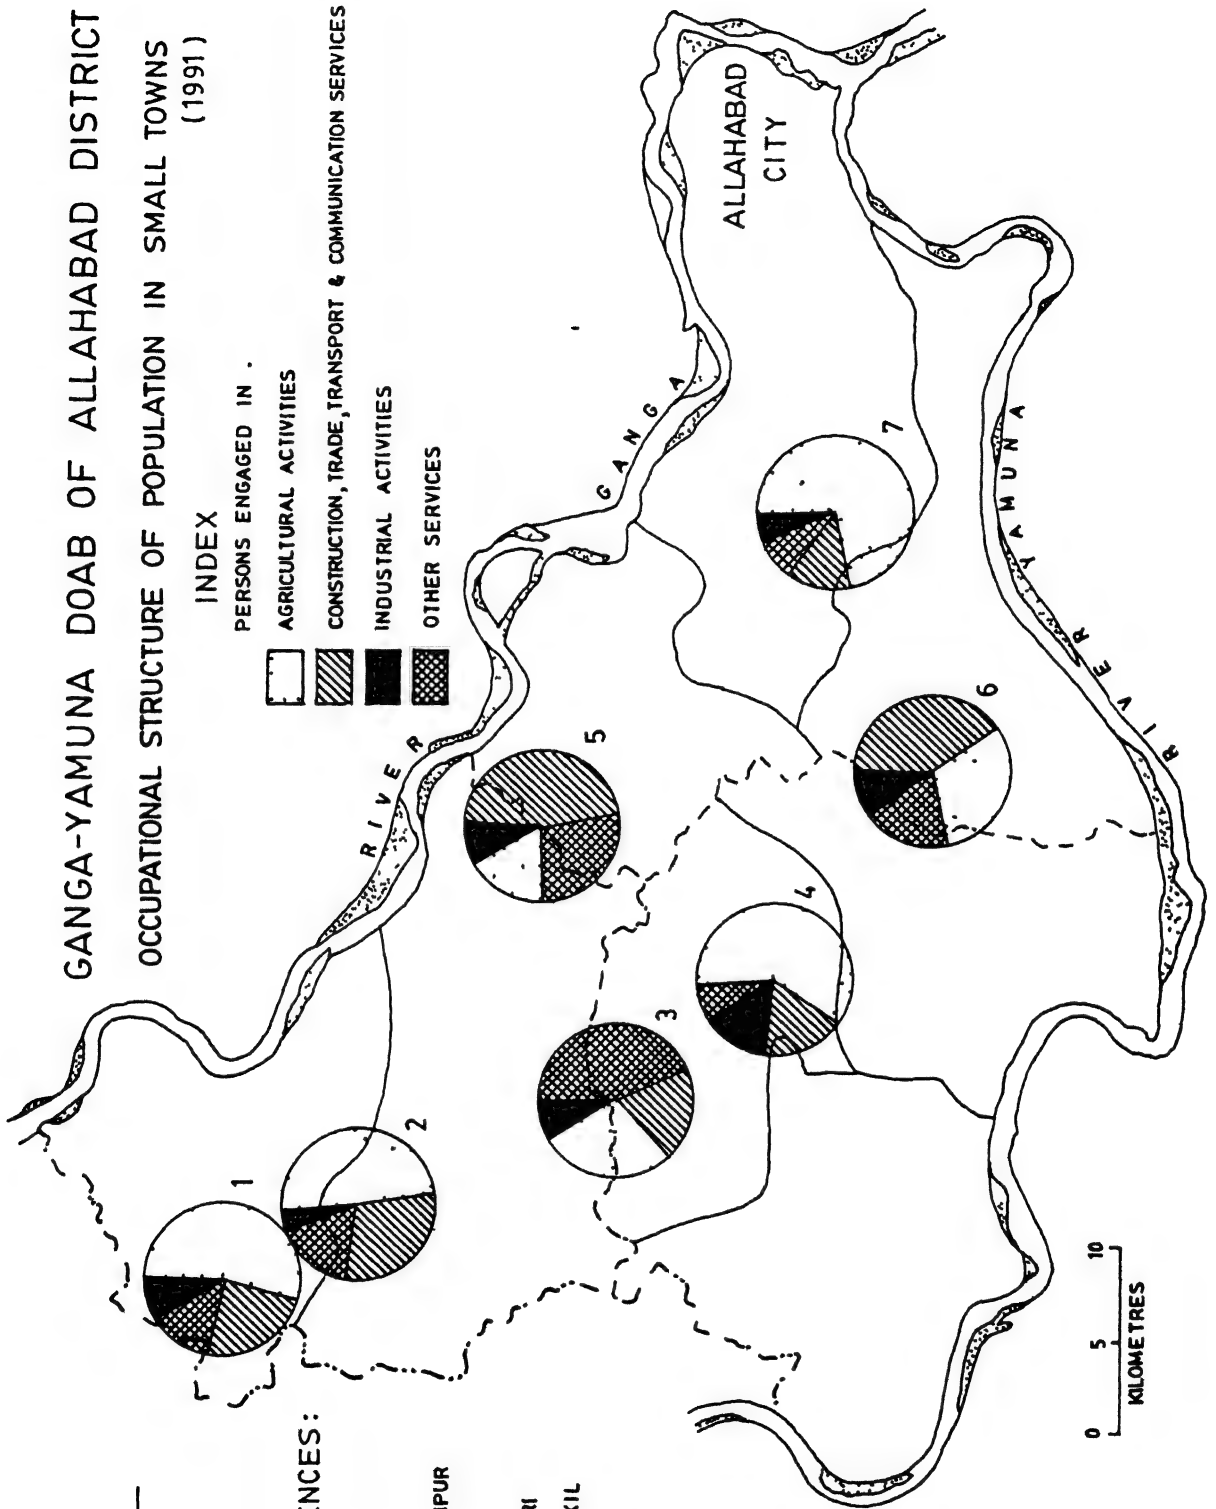 GANGA-YAMUNA DOAB OF ALLAHABAD DISTRICT
OCCUPATIONAL STRUCTURE OF POPULATION IN SMALL TOWNS
(1991)
INDEX
PERSONS ENGAGED IN .
AGRICULTURAL ACTIVITIES
CONSTRUCTION, TRADE, TRANSPORT & COMMUNICATION SERVICES
INDUSTRIAL ACTIVITIES
OTHER SERVICES
RIVER GANGA
ALLAHABAD
CITY
1
2
3
4
5
6
7
RIVER YAMUNA
0 5 10
KILOMETRES
ENCES: